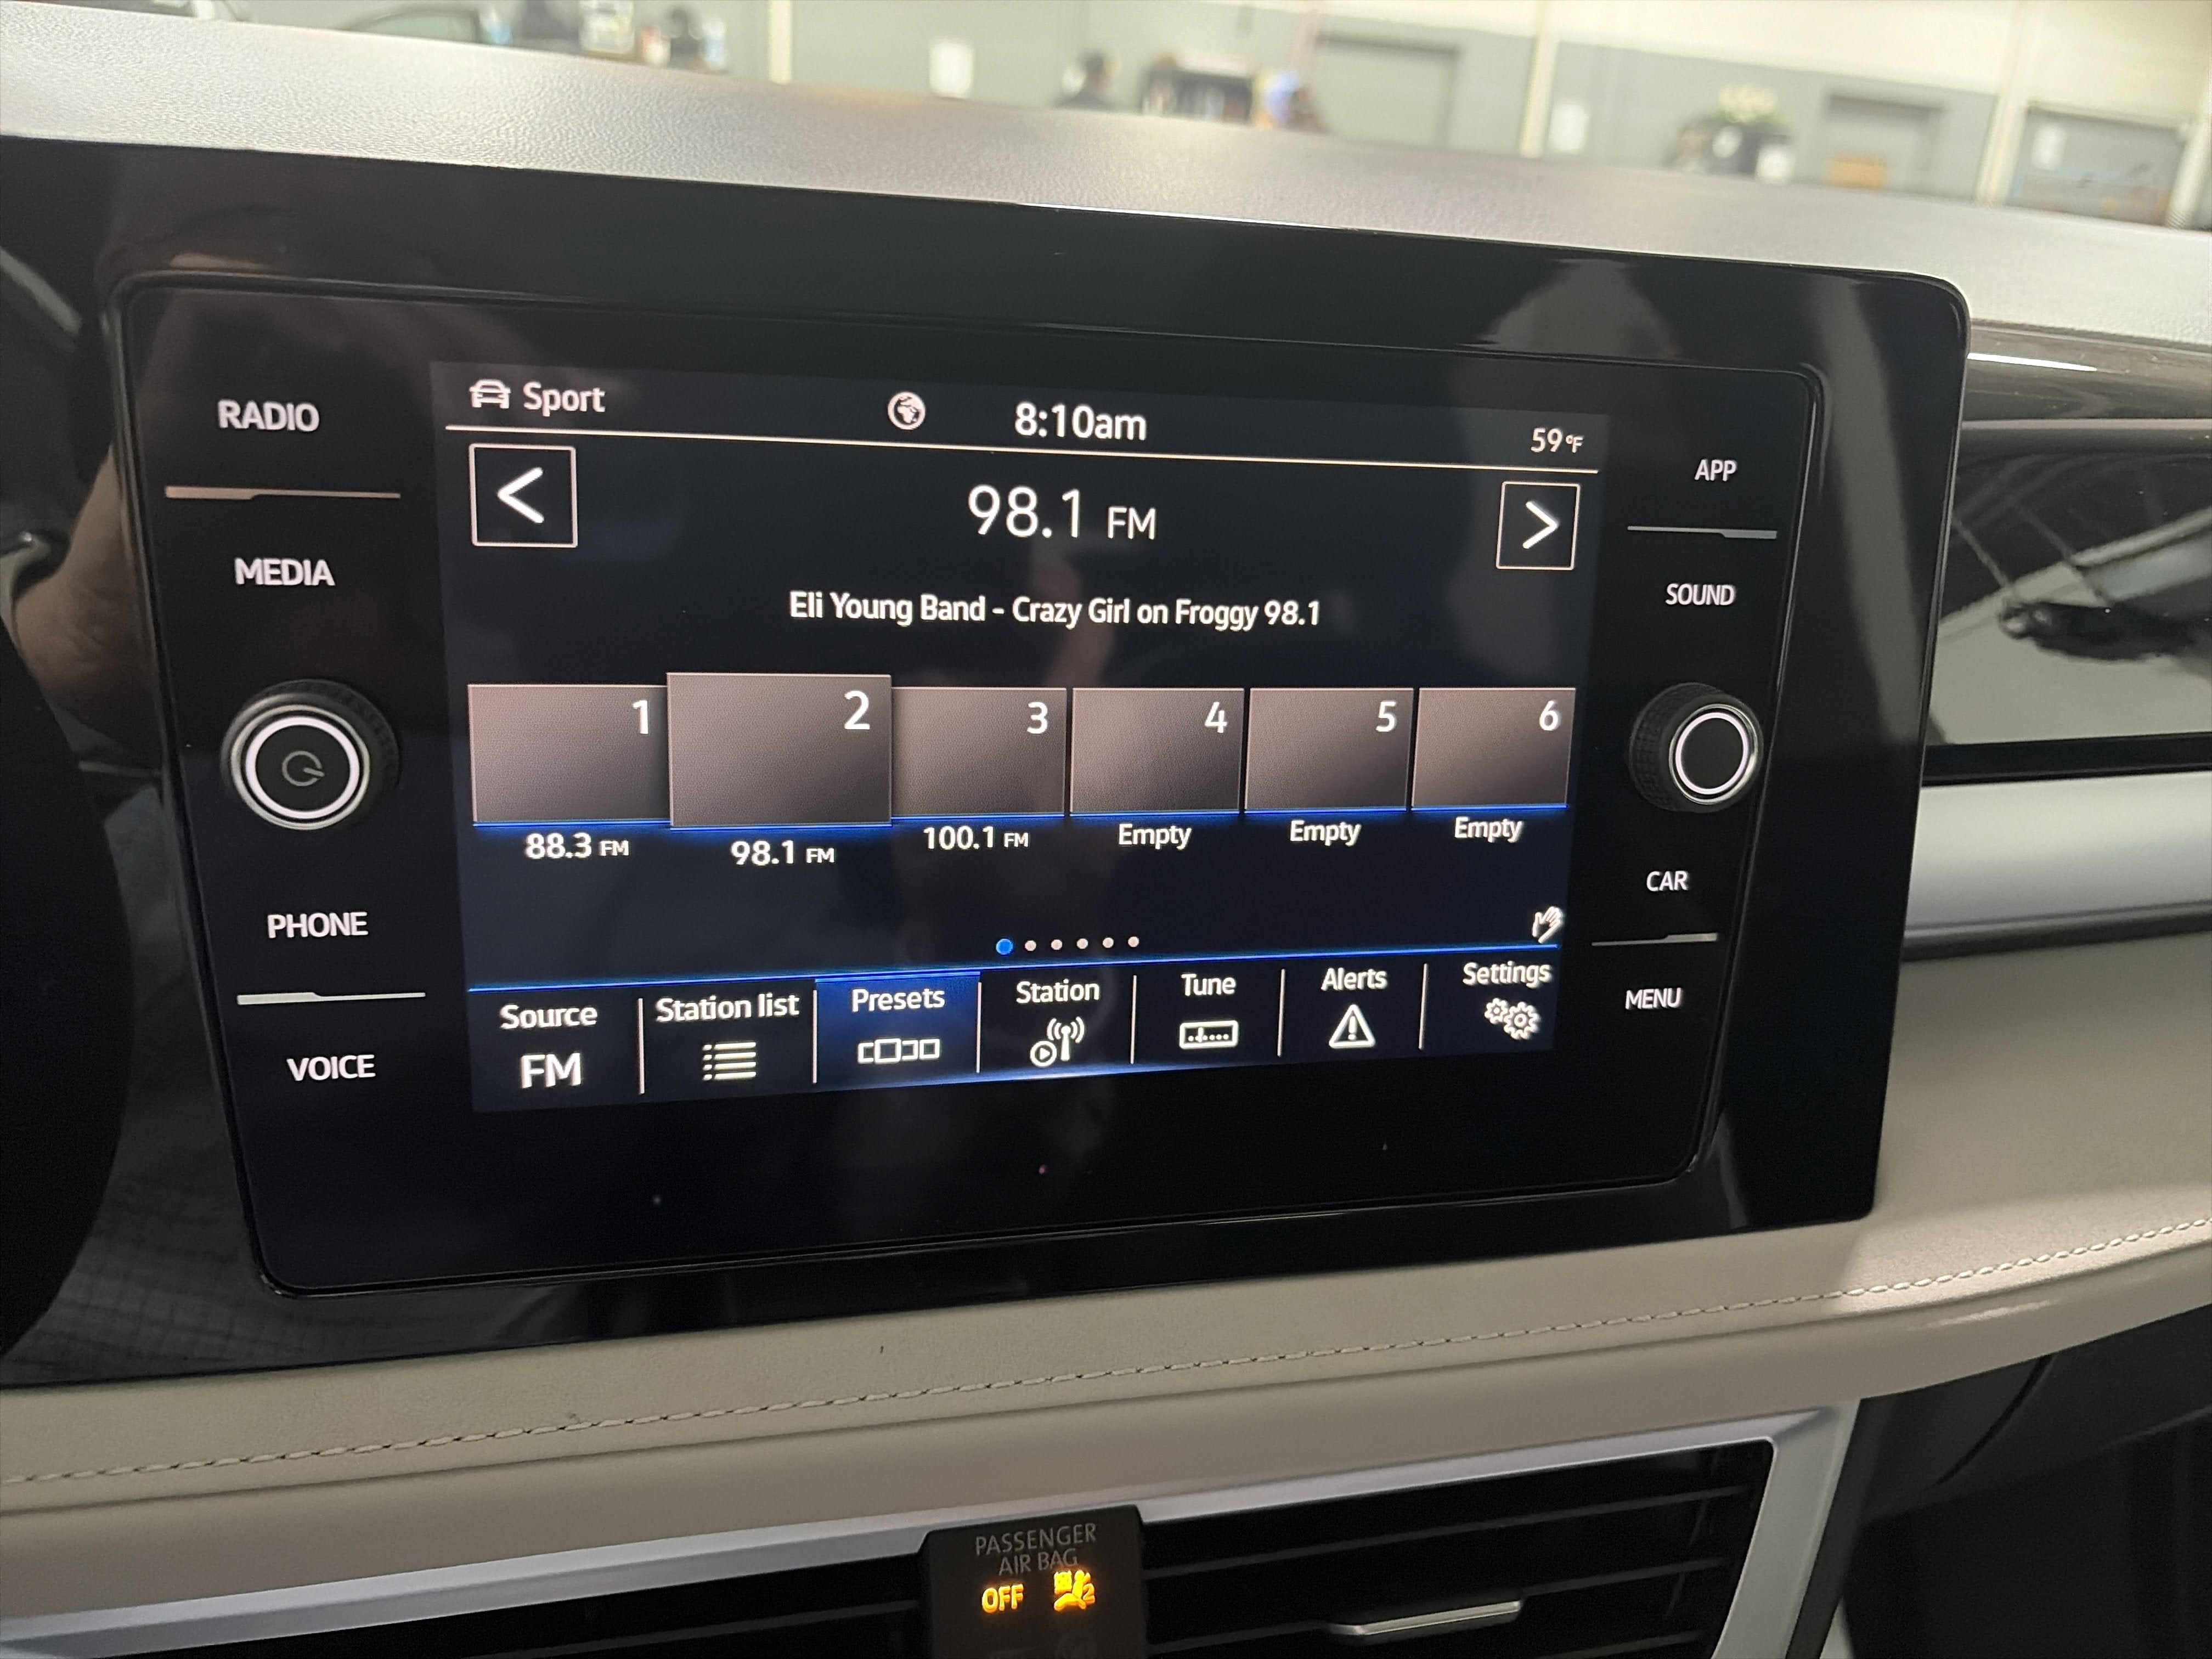 RADIO
MEDIA
PHONE
VOICE
Sport
8:10am
59°F
98.1 FM
Eli Young Band - Crazy Girl on Froggy 98.1
1
2
3
4
5
6
88.3 FM
98.1 FM
100.1 FM
Empty
Empty
Empty
Source
FM
Station list
Presets
Station
Tune
Alerts
Settings
APP
SOUND
CAR
MENU
PASSENGER
AIR BAG
OFF